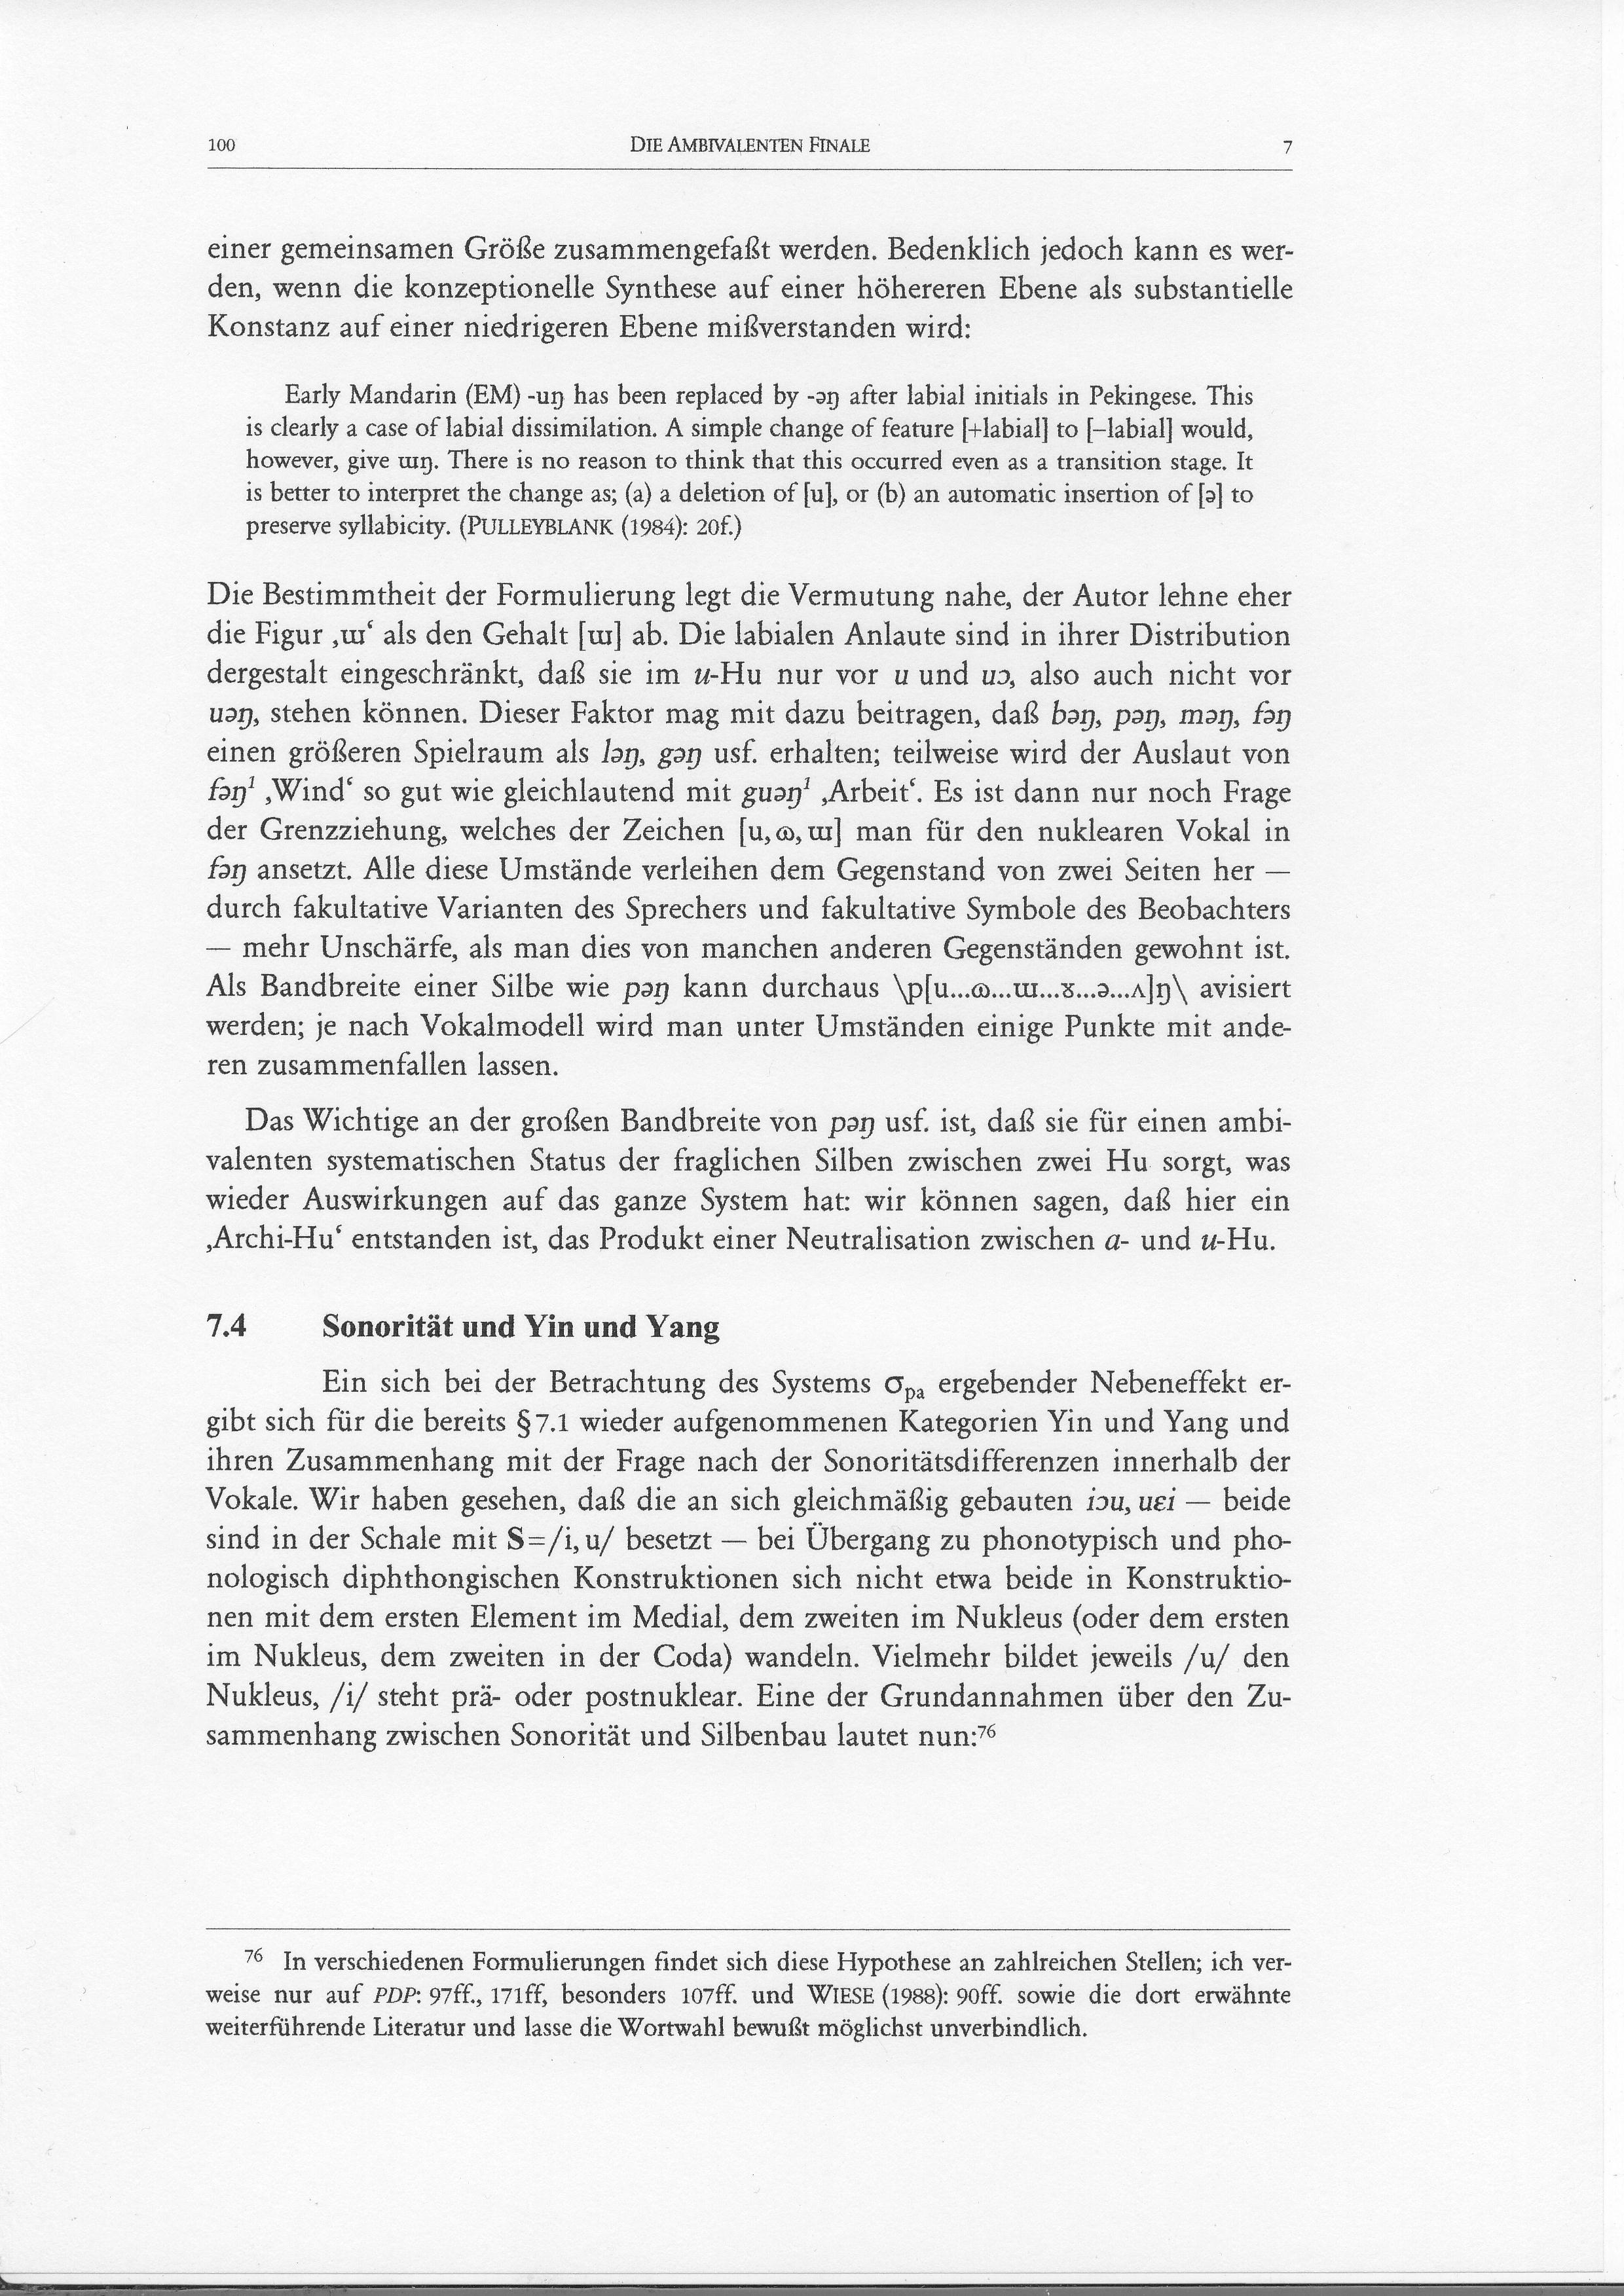 100 DIE AMBIVALENTEN FINALE 7
einer gemeinsamen Größe zusammengefaßt werden. Bedenklich jedoch kann es wer-
den, wenn die konzeptionelle Synthese auf einer höhereren Ebene als substantielle
Konstanz auf einer niedrigeren Ebene mißverstanden wird:
Early Mandarin (EM) -uŋ has been replaced by -əŋ after labial initials in Pekingese. This
is clearly a case of labial dissimilation. A simple change of feature [+labial] to [–labial] would,
however, give ɯŋ. There is no reason to think that this occurred even as a transition stage. It
is better to interpret the change as; (a) a deletion of [u], or (b) an automatic insertion of [ə] to
preserve syllabicity. (PULLEYBLANK (1984): 20f.)
Die Bestimmtheit der Formulierung legt die Vermutung nahe, der Autor lehne eher
die Figur ‚ɯ‘ als den Gehalt [ɯ] ab. Die labialen Anlaute sind in ihrer Distribution
dergestalt eingeschränkt, daß sie im u-Hu nur vor u und uɔ, also auch nicht vor
uəŋ, stehen können. Dieser Faktor mag mit dazu beitragen, daß bəŋ, pəŋ, məŋ, fəŋ
einen größeren Spielraum als ləŋ, gəŋ usf. erhalten; teilweise wird der Auslaut von
fəŋ¹ ‚Wind‘ so gut wie gleichlautend mit guəŋ¹ ‚Arbeit‘. Es ist dann nur noch Frage
der Grenzziehung, welches der Zeichen [u, ɷ, ɯ] man für den nuklearen Vokal in
fəŋ ansetzt. Alle diese Umstände verleihen dem Gegenstand von zwei Seiten her —
durch fakultative Varianten des Sprechers und fakultative Symbole des Beobachters
— mehr Unschärfe, als man dies von manchen anderen Gegenständen gewohnt ist.
Als Bandbreite einer Silbe wie pəŋ kann durchaus \p[u...ɷ...ɯ...ɤ...ə...ʌ]ŋ\ avisiert
werden; je nach Vokalmodell wird man unter Umständen einige Punkte mit ande-
ren zusammenfallen lassen.
Das Wichtige an der großen Bandbreite von pəŋ usf. ist, daß sie für einen ambi-
valenten systematischen Status der fraglichen Silben zwischen zwei Hu sorgt, was
wieder Auswirkungen auf das ganze System hat: wir können sagen, daß hier ein
‚Archi-Hu‘ entstanden ist, das Produkt einer Neutralisation zwischen a- und u-Hu.
7.4 Sonorität und Yin und Yang
Ein sich bei der Betrachtung des Systems σpa ergebender Nebeneffekt er-
gibt sich für die bereits § 7.1 wieder aufgenommenen Kategorien Yin und Yang und
ihren Zusammenhang mit der Frage nach der Sonoritätsdifferenzen innerhalb der
Vokale. Wir haben gesehen, daß die an sich gleichmäßig gebauten iɔu, uɛi — beide
sind in der Schale mit S=/i, u/ besetzt — bei Übergang zu phonotypisch und pho-
nologisch diphthongischen Konstruktionen sich nicht etwa beide in Konstruktio-
nen mit dem ersten Element im Medial, dem zweiten im Nukleus (oder dem ersten
im Nukleus, dem zweiten in der Coda) wandeln. Vielmehr bildet jeweils /u/ den
Nukleus, /i/ steht prä- oder postnuklear. Eine der Grundannahmen über den Zu-
sammenhang zwischen Sonorität und Silbenbau lautet nun:⁷⁶
⁷⁶ In verschiedenen Formulierungen findet sich diese Hypothese an zahlreichen Stellen; ich ver-
weise nur auf PDP: 97ff., 171ff, besonders 107ff. und WIESE (1988): 90ff. sowie die dort erwähnte
weiterführende Literatur und lasse die Wortwahl bewußt möglichst unverbindlich.